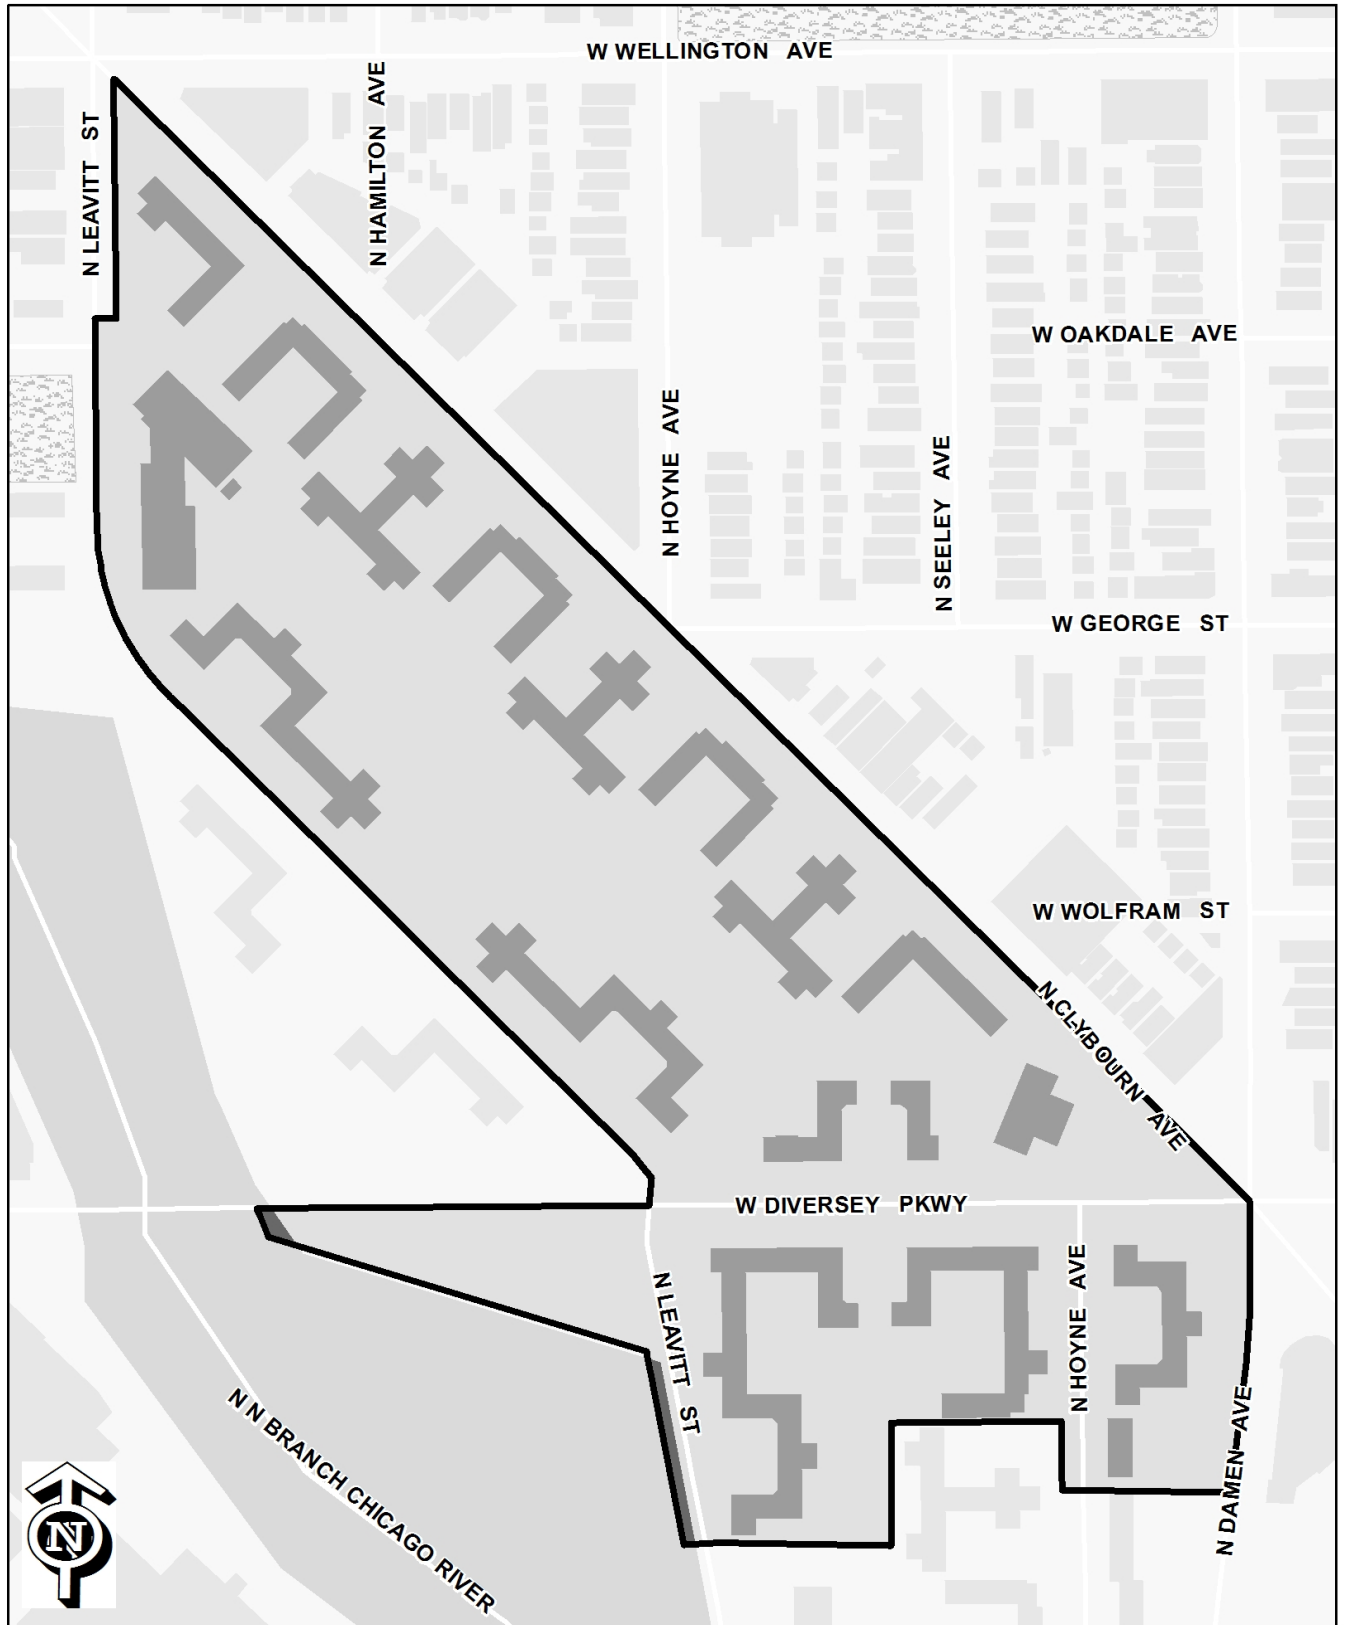 W WELLINGTON AVE
N LEAVITT ST
N HAMILTON AVE
W OAKDALE AVE
N HOYNE AVE
N SEELEY AVE
W GEORGE ST
W WOLFRAM ST
N CLYBOURN AVE
W DIVERSEY PKWY
N LEAVITT ST
N HOYNE AVE
N DAMEN AVE
N N BRANCH CHICAGO RIVER
N